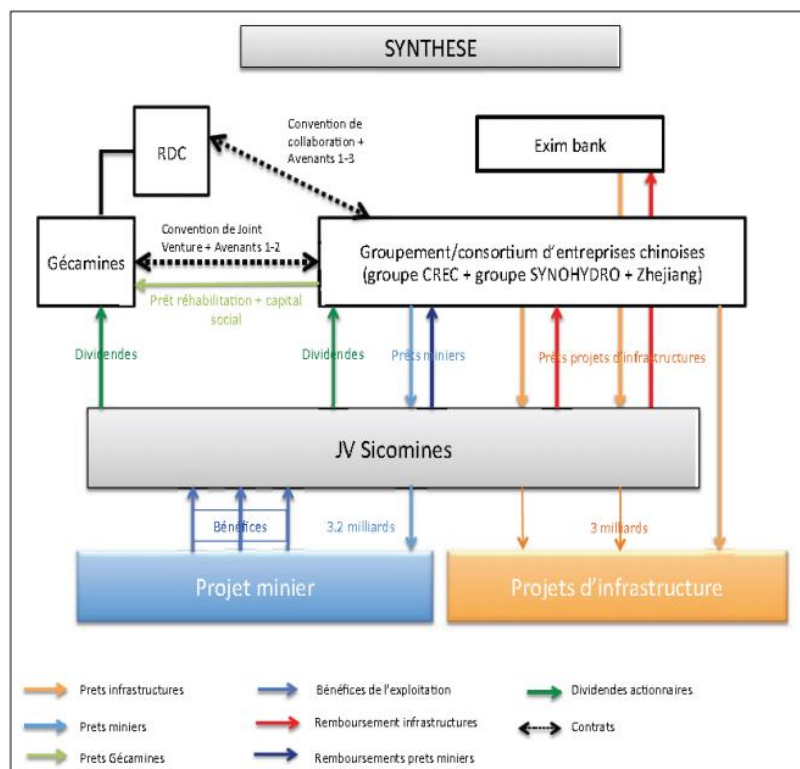 SYNTHESE
RDC
Convention de
collaboration +
Avenants 1-3
Exim bank
Gécamines
Convention de Joint
Venture + Avenants 1-2
Groupement/consortium d'entreprises chinoises
(groupe CREC + groupe SYNOHYDRO + Zhejiang)
Prêt réhabilitation + capital
social
Dividendes
Dividendes
Prêts miniers
Prêts projets d'infrastructures
JV Sicomines
Bénéfices
3.2 milliards
3 milliards
Projet minier
Projets d'infrastructure
Prets infrastructures
Bénéfices de l'exploitation
Dividendes actionnaires
Prets miniers
Remboursement infrastructures
Contrats
Prets Gécamines
Remboursements prets miniers